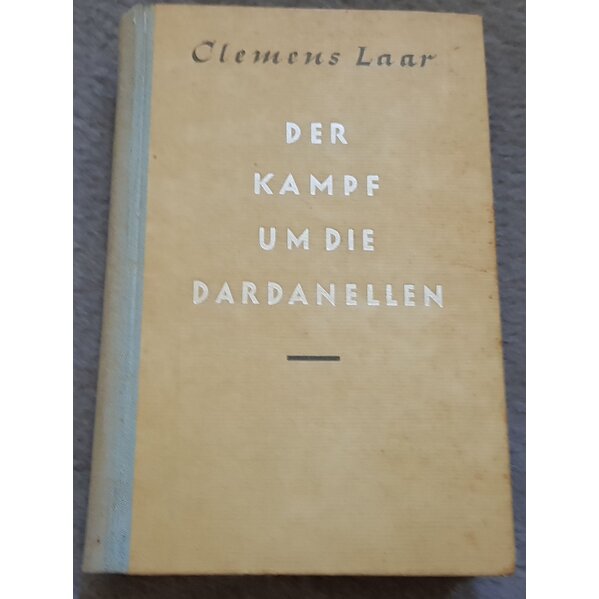 Clemens Laar
DER
KAMPF
UM DIE
DARDANELLEN